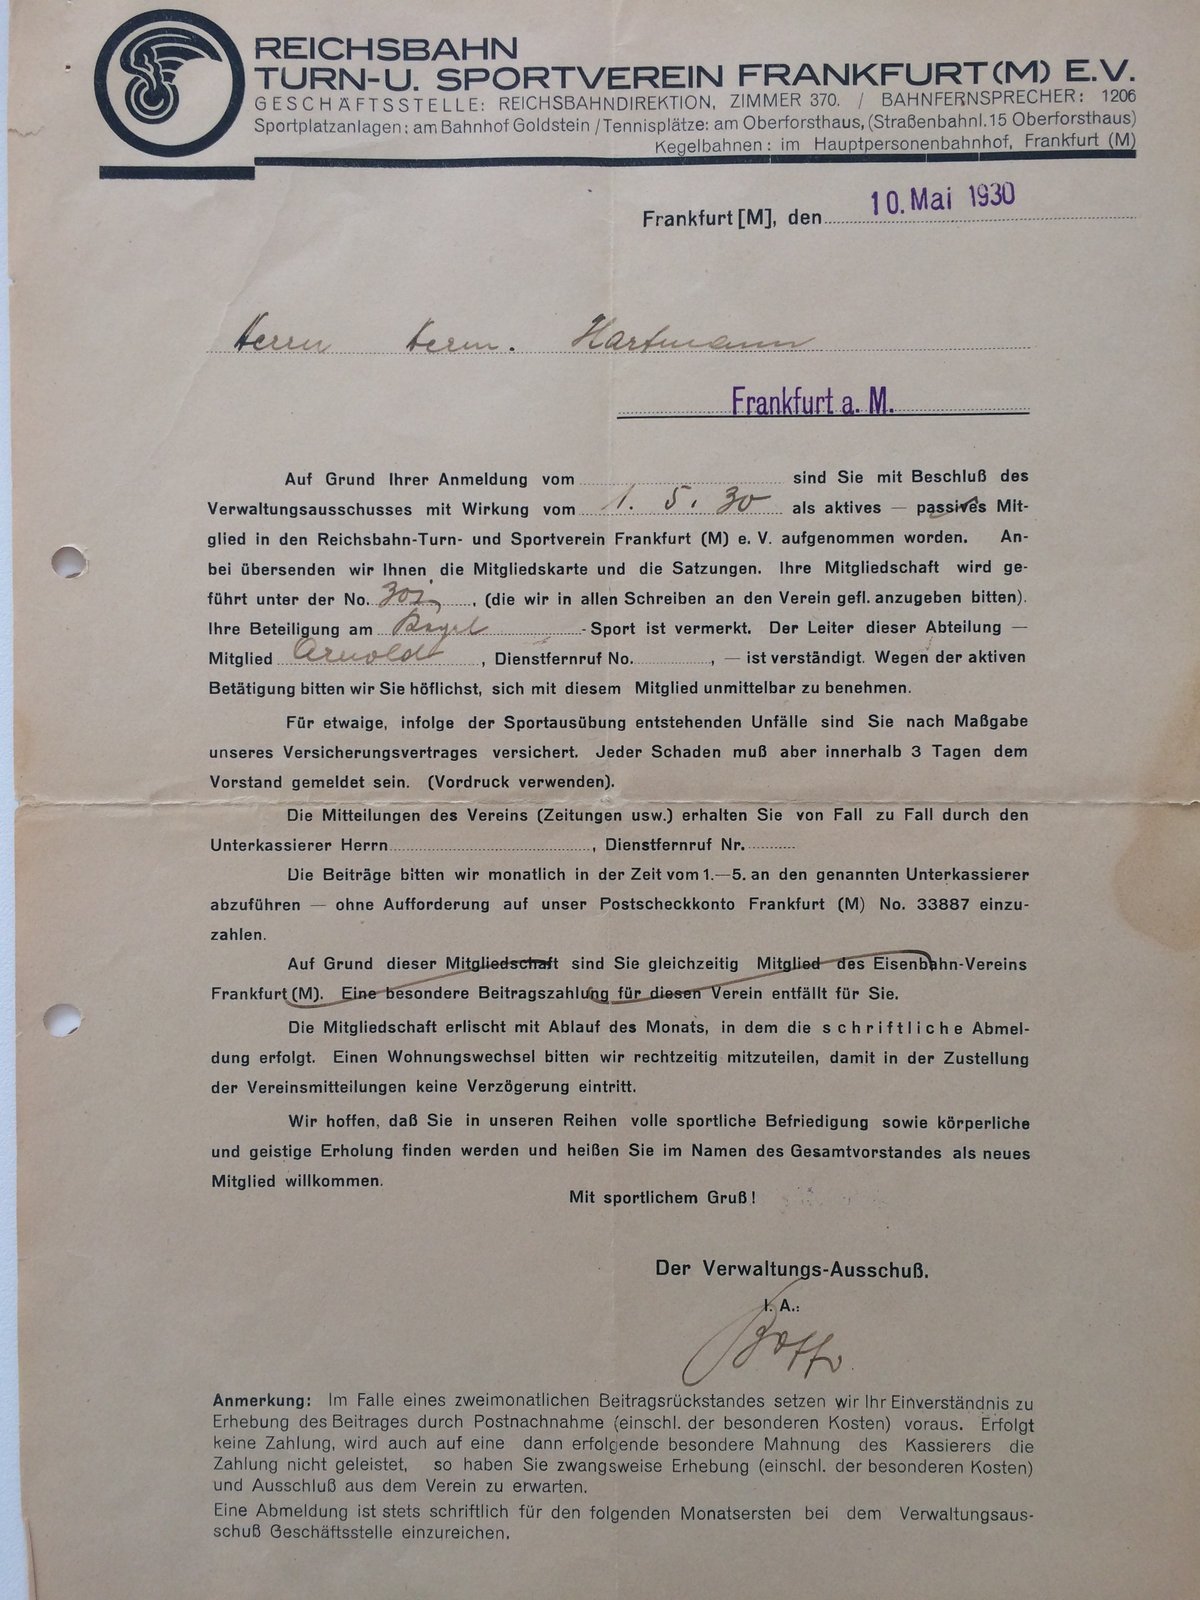 REICHSBAHN
TURN-U. SPORTVEREIN FRANKFURT (M) E.V.
GESCHÄFTSSTELLE: REICHSBAHNDIREKTION, ZIMMER 370. / BAHNFERNSPRECHER: 1206
Sportplatzanlagen: am Bahnhof Goldstein / Tennisplätze: am Oberforsthaus, (Straßenbahnl. 15 Oberforsthaus)
Kegelbahnen: im Hauptpersonenbahnhof, Frankfurt (M)
Frankfurt [M], den 10. Mai 1930
Herrn Herm. Hartmann
Frankfurt a. M.
Auf Grund Ihrer Anmeldung vom sind Sie mit Beschluß des
Verwaltungsausschusses mit Wirkung vom 1. 5. 30 als aktives — passives Mit-
glied in den Reichsbahn-Turn- und Sportverein Frankfurt (M) e. V. aufgenommen worden. An-
bei übersenden wir Ihnen die Mitgliedskarte und die Satzungen. Ihre Mitgliedschaft wird ge-
führt unter der No. , (die wir in allen Schreiben an den Verein gefl. anzugeben bitten).
Ihre Beteiligung am -Sport ist vermerkt. Der Leiter dieser Abteilung —
Mitglied Arnold , Dienstfernruf No. , — ist verständigt. Wegen der aktiven
Betätigung bitten wir Sie höflichst, sich mit diesem Mitglied unmittelbar zu benehmen.
Für etwaige, infolge der Sportausübung entstehenden Unfälle sind Sie nach Maßgabe
unseres Versicherungsvertrages versichert. Jeder Schaden muß aber innerhalb 3 Tagen dem
Vorstand gemeldet sein. (Vordruck verwenden).
Die Mitteilungen des Vereins (Zeitungen usw.) erhalten Sie von Fall zu Fall durch den
Unterkassierer Herrn , Dienstfernruf Nr.
Die Beiträge bitten wir monatlich in der Zeit vom 1.—5. an den genannten Unterkassierer
abzuführen — ohne Aufforderung auf unser Postscheckkonto Frankfurt (M) No. 33887 einzu-
zahlen.
Auf Grund dieser Mitgliedschaft sind Sie gleichzeitig Mitglied des Eisenbahn-Vereins
Frankfurt (M). Eine besondere Beitragszahlung für diesen Verein entfällt für Sie.
Die Mitgliedschaft erlischt mit Ablauf des Monats, in dem die schriftliche Abmel-
dung erfolgt. Einen Wohnungswechsel bitten wir rechtzeitig mitzuteilen, damit in der Zustellung
der Vereinsmitteilungen keine Verzögerung eintritt.
Wir hoffen, daß Sie in unseren Reihen volle sportliche Befriedigung sowie körperliche
und geistige Erholung finden werden und heißen Sie im Namen des Gesamtvorstandes als neues
Mitglied willkommen.
Mit sportlichem Gruß!
Der Verwaltungs-Ausschuß.
I. A.:
Anmerkung: Im Falle eines zweimonatlichen Beitragsrückstandes setzen wir Ihr Einverständnis zu
Erhebung des Beitrages durch Postnachnahme (einschl. der besonderen Kosten) voraus. Erfolgt
keine Zahlung, wird auch auf eine dann erfolgende besondere Mahnung des Kassierers die
Zahlung nicht geleistet, so haben Sie zwangsweise Erhebung (einschl. der besonderen Kosten)
und Ausschluß aus dem Verein zu erwarten.
Eine Abmeldung ist stets schriftlich für den folgenden Monatsersten bei dem Verwaltungsaus-
schuß Geschäftsstelle einzureichen.